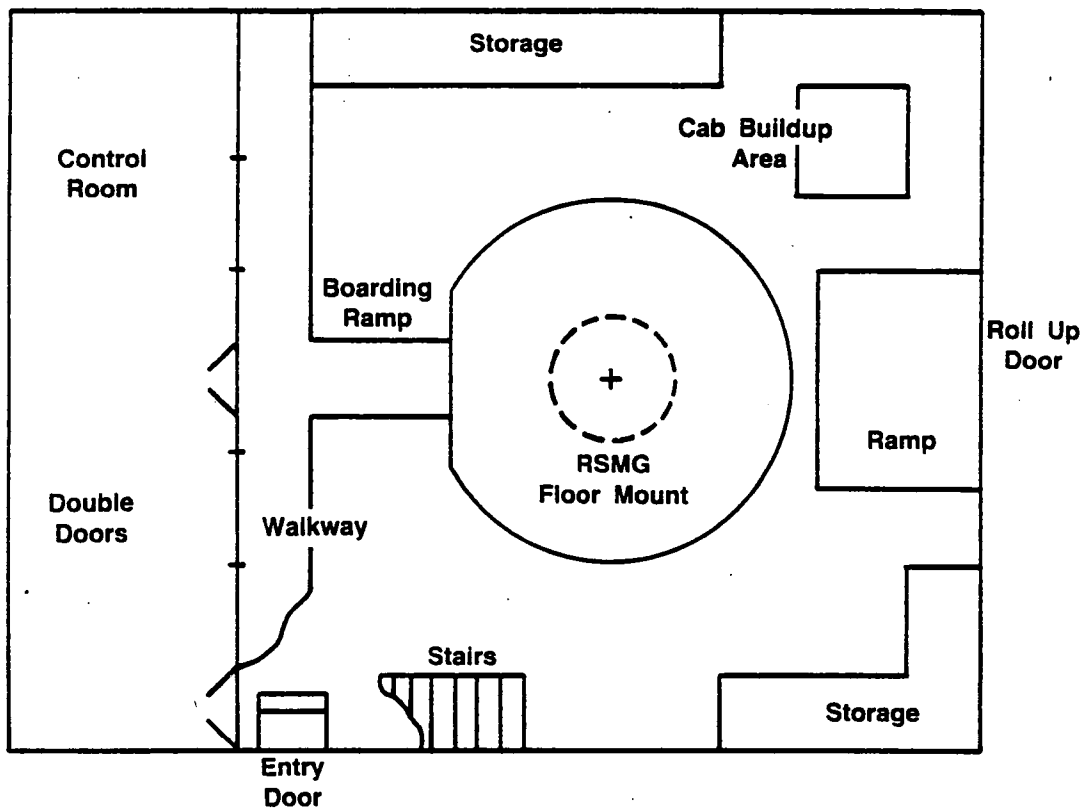 Storage
Control
Room
Cab Buildup
Area
Boarding
Ramp
Roll Up
Door
Ramp
RSMG
Floor Mount
Double
Doors
Walkway
Stairs
Storage
Entry
Door